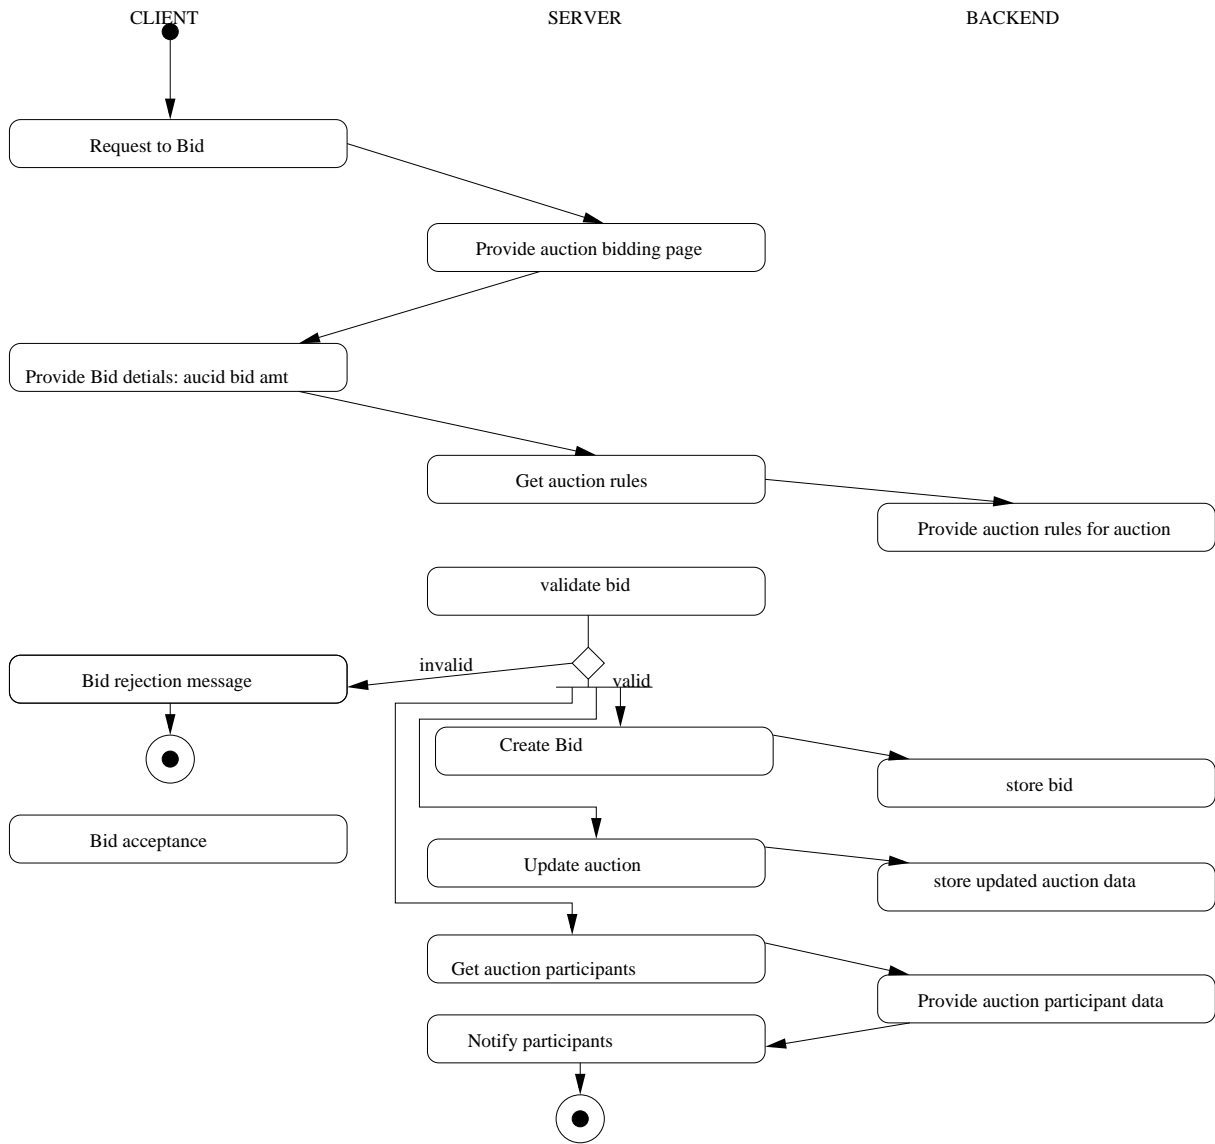 CLIENT
SERVER
BACKEND
Request to Bid
Provide auction bidding page
Provide Bid detials: aucid bid amt
Get auction rules
Provide auction rules for auction
validate bid
invalid
valid
Bid rejection message
Create Bid
store bid
Bid acceptance
Update auction
store updated auction data
Get auction participants
Provide auction participant data
Notify participants